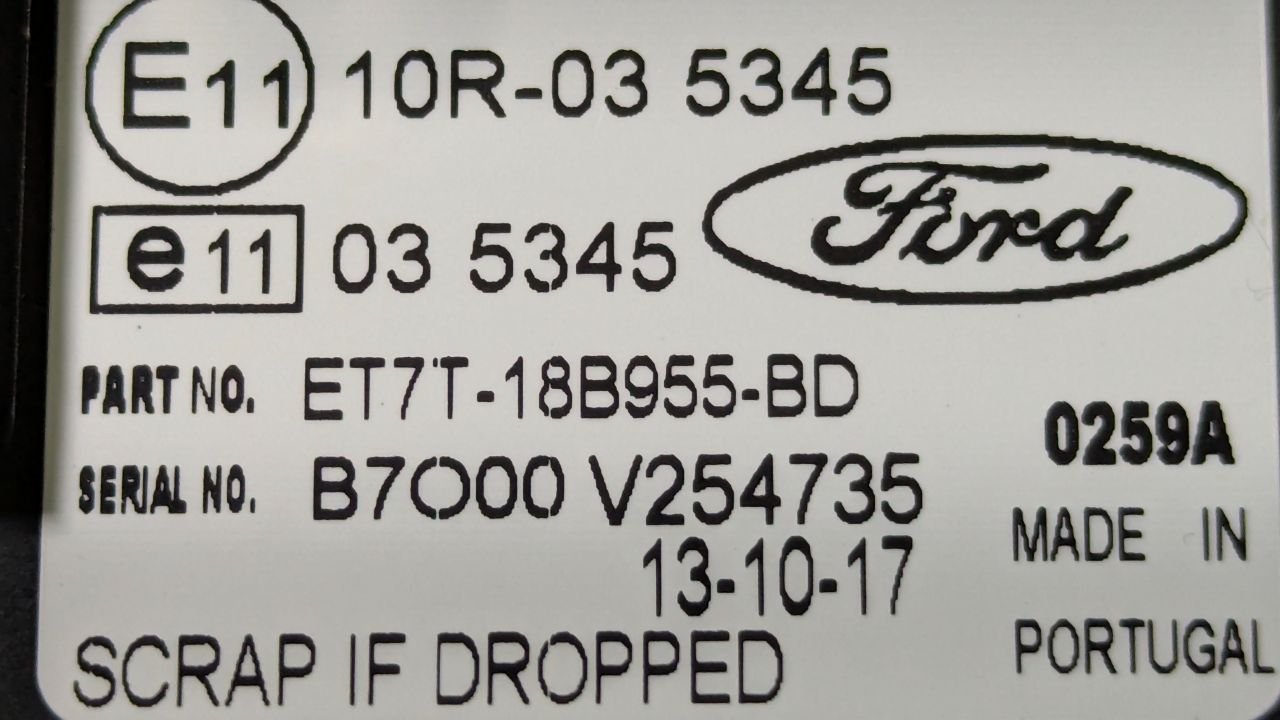 E11 10R-03 5345
Ford
e11 03 5345
PART NO. ET7T-18B955-BD
0259A
SERIAL NO. B7O00 V254735
MADE IN
13-10-17
PORTUGAL
SCRAP IF DROPPED